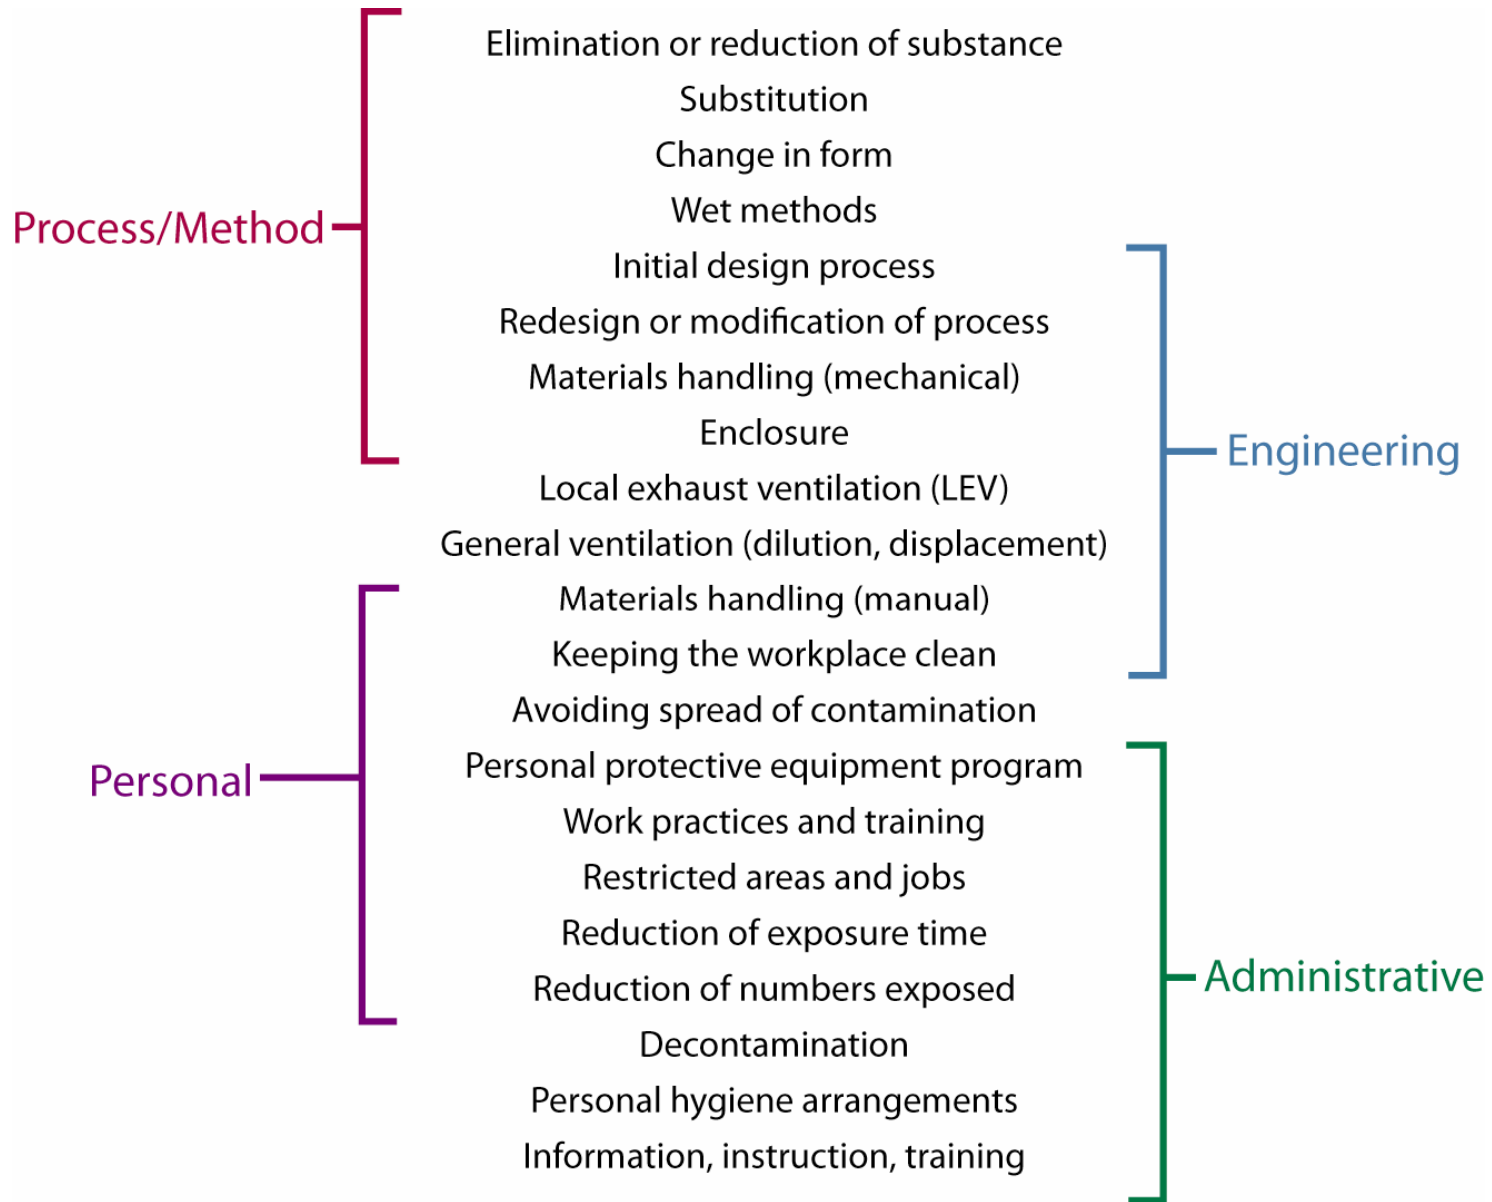 Elimination or reduction of substance
Substitution
Change in form
Wet methods
Process/Method
Initial design process
Redesign or modification of process
Materials handling (mechanical)
Enclosure
Engineering
Local exhaust ventilation (LEV)
General ventilation (dilution, displacement)
Materials handling (manual)
Keeping the workplace clean
Avoiding spread of contamination
Personal protective equipment program
Personal
Work practices and training
Restricted areas and jobs
Reduction of exposure time
Administrative
Reduction of numbers exposed
Decontamination
Personal hygiene arrangements
Information, instruction, training